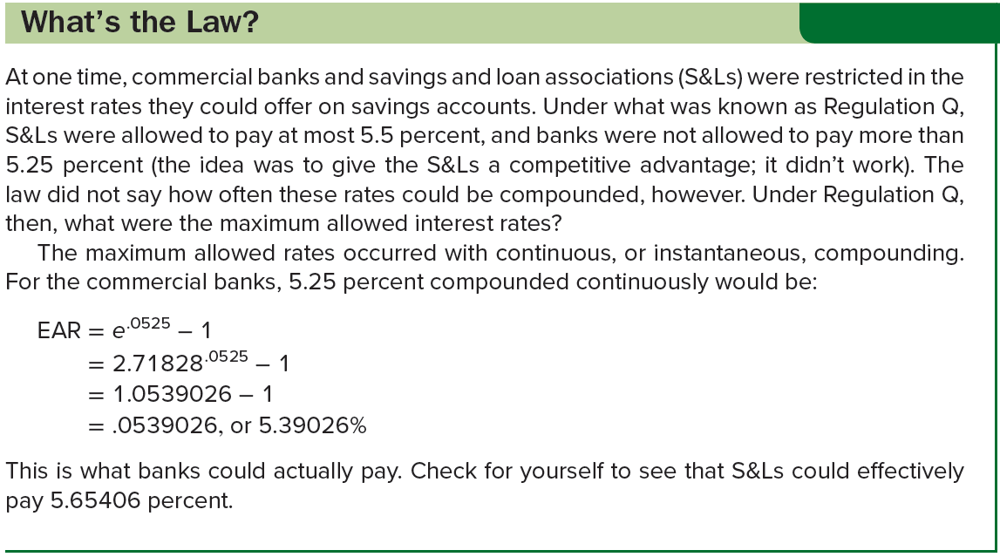 What's the Law?
At one time, commercial banks and savings and loan associations (S&Ls) were restricted in the
interest rates they could offer on savings accounts. Under what was known as Regulation Q,
S&Ls were allowed to pay at most 5.5 percent, and banks were not allowed to pay more than
5.25 percent (the idea was to give the S&Ls a competitive advantage; it didn't work). The
law did not say how often these rates could be compounded, however. Under Regulation Q,
then, what were the maximum allowed interest rates?
The maximum allowed rates occurred with continuous, or instantaneous, compounding.
For the commercial banks, 5.25 percent compounded continuously would be:
EAR = e^.0525 – 1
= 2.71828^.0525 – 1
= 1.0539026 – 1
= .0539026, or 5.39026%
This is what banks could actually pay. Check for yourself to see that S&Ls could effectively
pay 5.65406 percent.